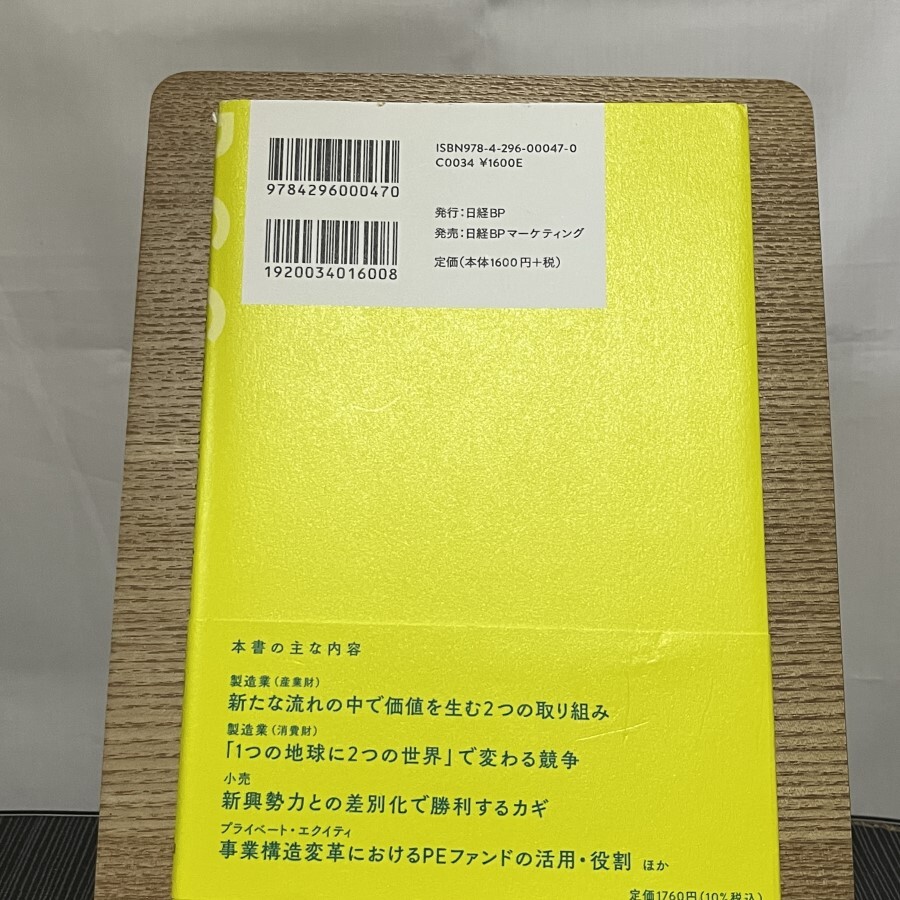 ISBN978-4-296-00047-0
C0034 ¥1600E
9784296000470
発行:日経BP
発売:日経BPマーケティング
1920034016008
定価(本体1600円+税)
本書の主な内容
製造業(産業財)
新たな流れの中で価値を生む2つの取り組み
製造業(消費財)
「1つの地球に2つの世界」で変わる競争
小売
新興勢力との差別化で勝利するカギ
プライベート・エクイティ
事業構造変革におけるPEファンドの活用・役割 ほか
定価1760円(10%税込)